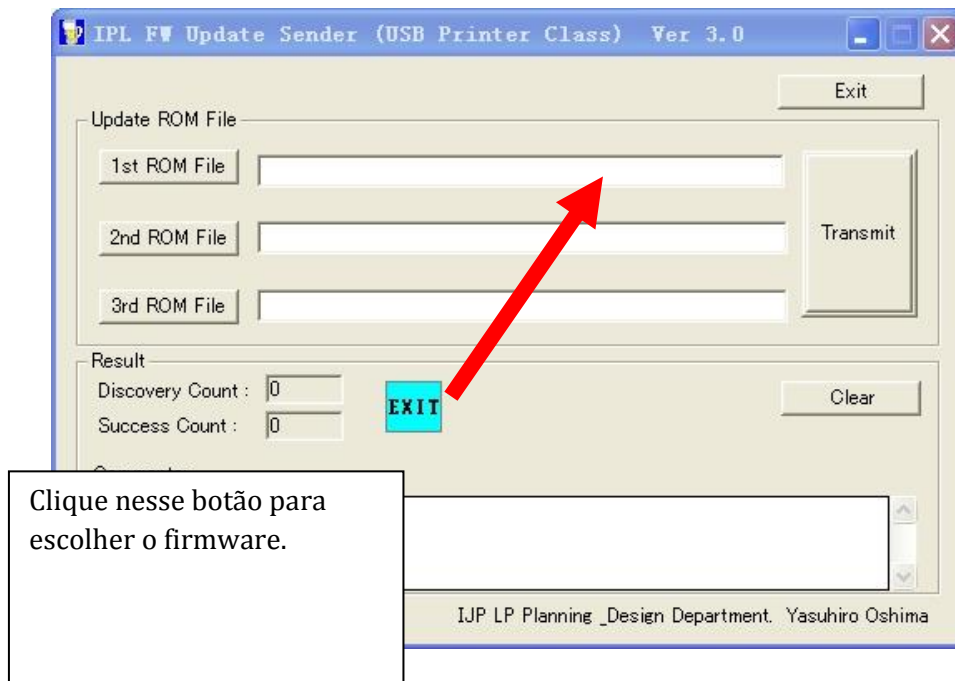 IPL FW Update Sender (USB Printer Class) Ver 3.0
Exit
Update ROM File
1st ROM File
2nd ROM File
Transmit
3rd ROM File
Result
Discovery Count : 0
EXIT
Clear
Success Count : 0
Clique nesse botão para
escolher o firmware.
IJP LP Planning _Design Department. Yasuhiro Oshima